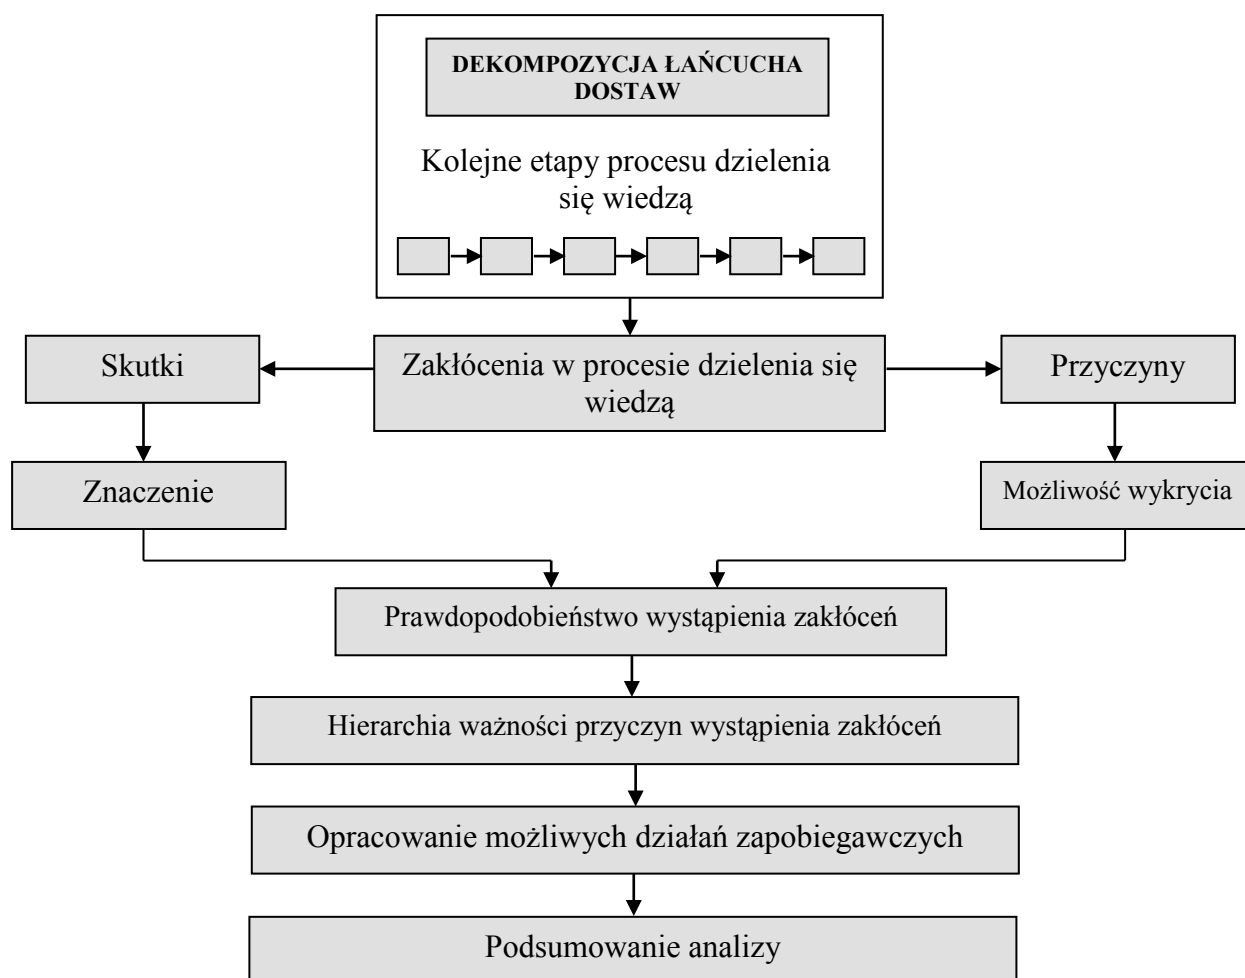 DEKOMPOZYCJA ŁAŃCUCHA
DOSTAW
Kolejne etapy procesu dzielenia
się wiedzą
Skutki
Zakłócenia w procesie dzielenia się
wiedzą
Przyczyny
Znaczenie
Możliwość wykrycia
Prawdopodobieństwo wystąpienia zakłóceń
Hierarchia ważności przyczyn wystąpienia zakłóceń
Opracowanie możliwych działań zapobiegawczych
Podsumowanie analizy